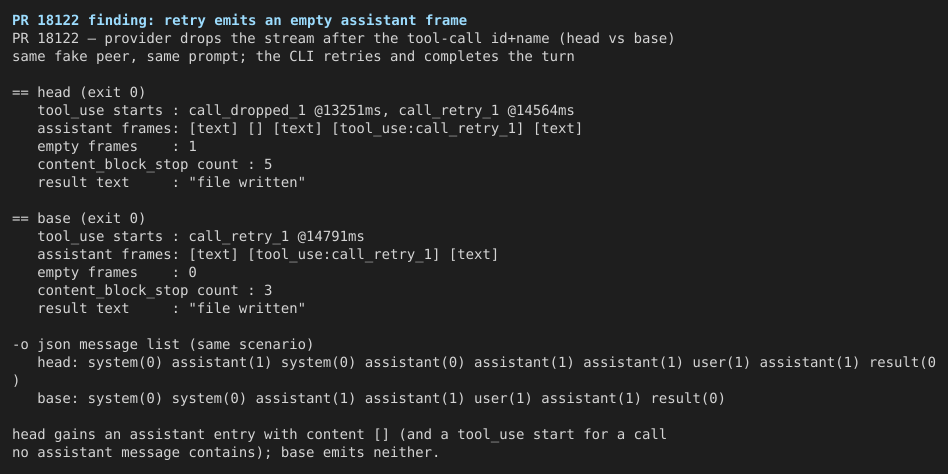 PR 18122 finding: retry emits an empty assistant frame
PR 18122 — provider drops the stream after the tool-call id+name (head vs base)
same fake peer, same prompt; the CLI retries and completes the turn
== head (exit 0)
tool_use starts : call_dropped_1 @13251ms, call_retry_1 @14564ms
assistant frames: [text] [] [text] [tool_use:call_retry_1] [text]
empty frames    : 1
content_block_stop count : 5
result text     : "file written"
== base (exit 0)
tool_use starts : call_retry_1 @14791ms
assistant frames: [text] [tool_use:call_retry_1] [text]
empty frames    : 0
content_block_stop count : 3
result text     : "file written"
-o json message list (same scenario)
head: system(0) assistant(1) system(0) assistant(0) assistant(1) assistant(1) user(1) assistant(1) result(0
)
base: system(0) system(0) assistant(1) assistant(1) user(1) assistant(1) result(0)
head gains an assistant entry with content [] (and a tool_use start for a call
no assistant message contains); base emits neither.